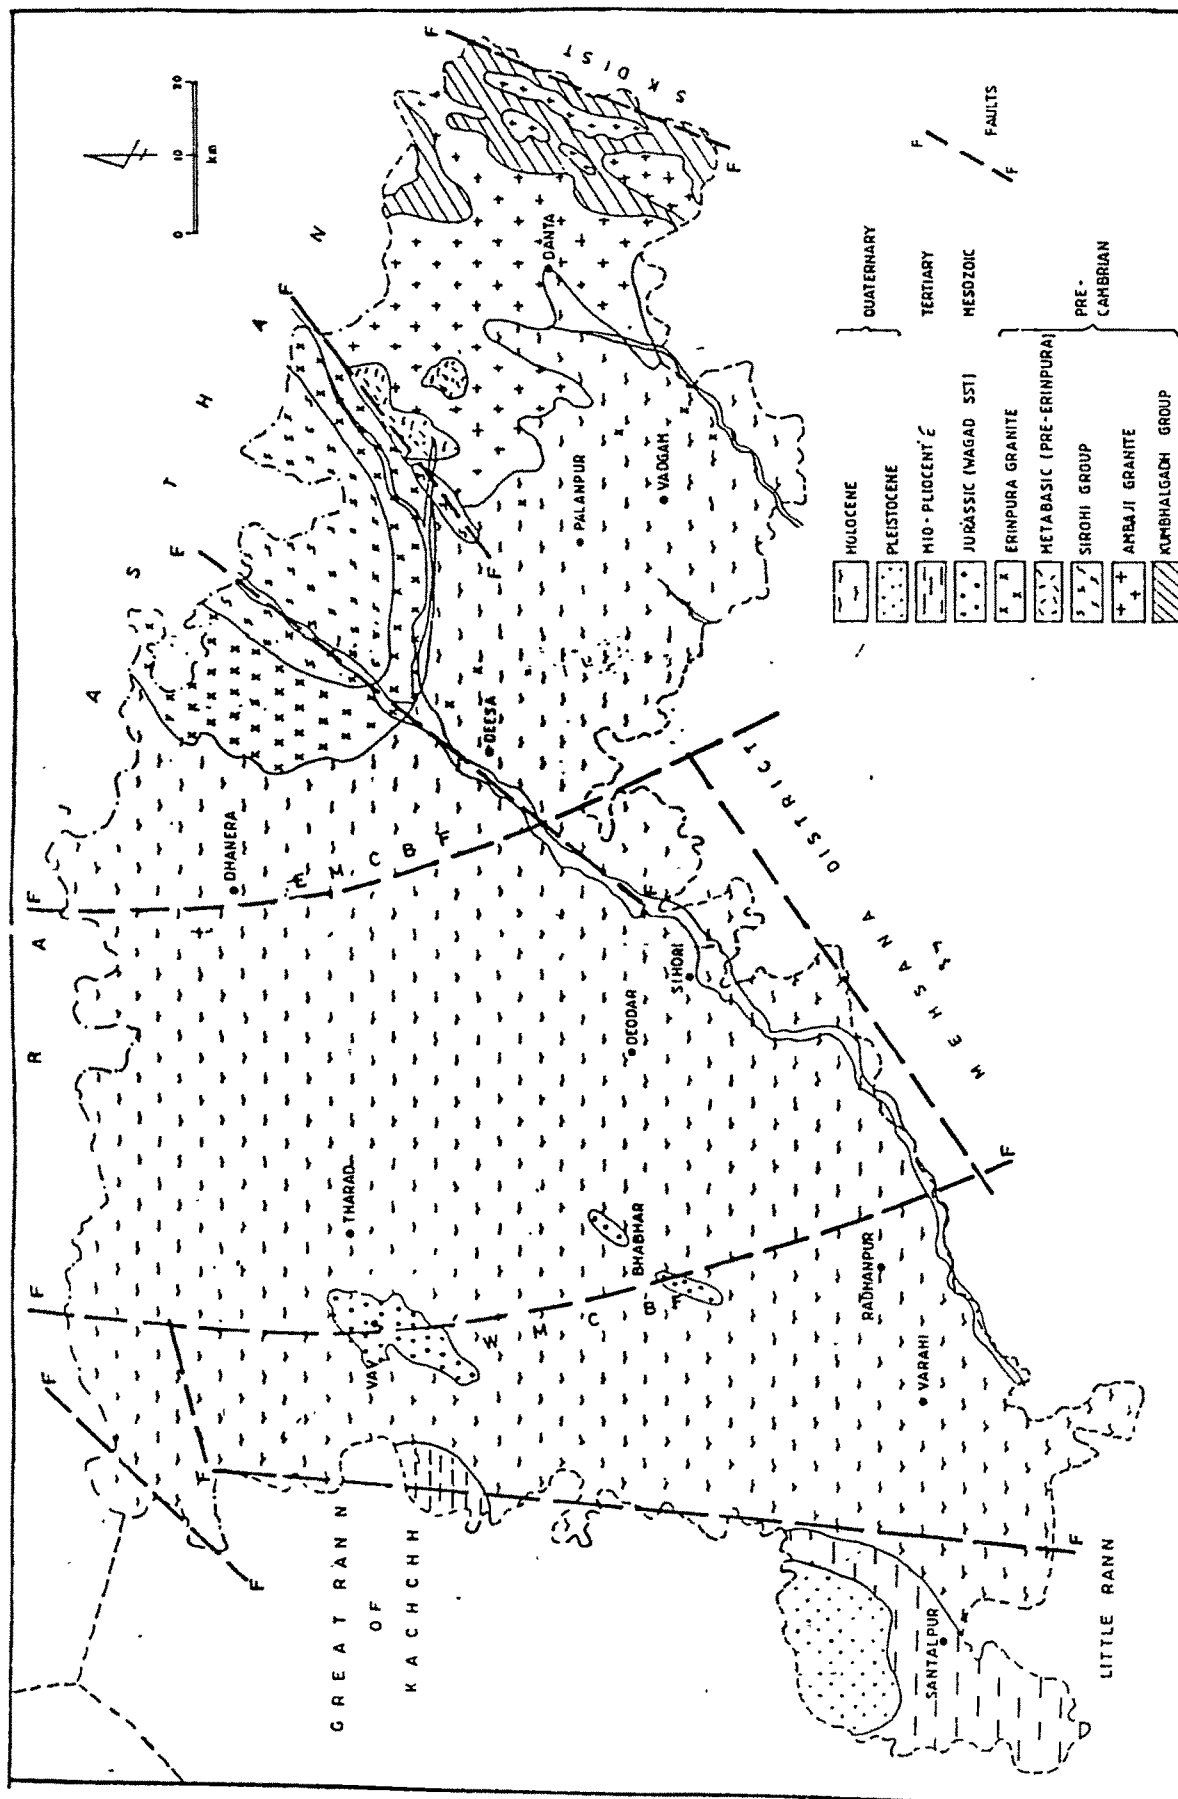 RAJASTHAN
F
F
F
F
F
F
F
F
F
F
F
F
F
F
SK DIST
0 10 20
km
DHANERA
THARAD
VAV
DEESA
DANTA
PALANPUR
VADGAM
DEODAR
SIHORI
BHABHAR
RADHANPUR
VARAHI
SANTALPUR
E M C B F
W M C B F
GREAT RANN
OF
KACHCHH
LITTLE RANN
MEHSANA DISTRICT
HOLOCENE
PLEISTOCENE
QUATERNARY
MIO-PLIOCENE
TERTIARY
JURASSIC (WAGAD SST)
MESOZOIC
ERINPURA GRANITE
METABASIC (PRE-ERINPURA)
SIROHI GROUP
AMBAJI GRANITE
KUMBHALGADH GROUP
PRE-
CAMBRIAN
F
F
FAULTS